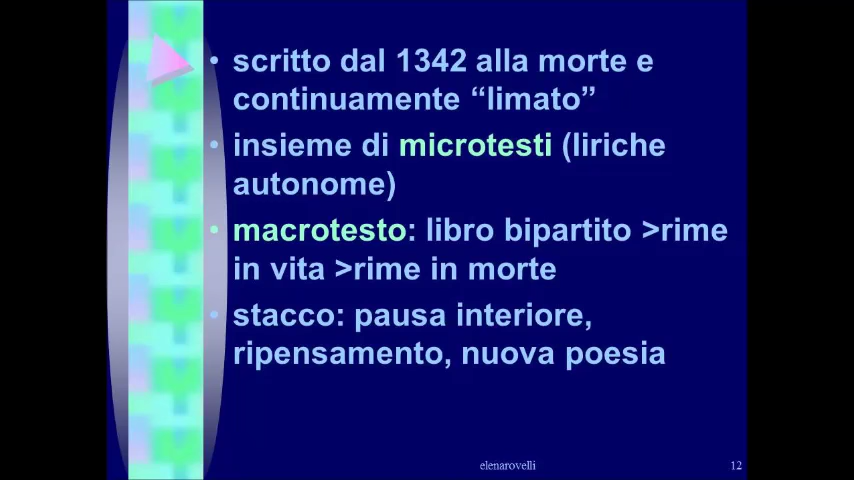 • scritto dal 1342 alla morte e
continuamente “limato”
• insieme di microtesti (liriche
autonome)
• macrotesto: libro bipartito >rime
in vita >rime in morte
• stacco: pausa interiore,
ripensamento, nuova poesia
elenarovelli
12